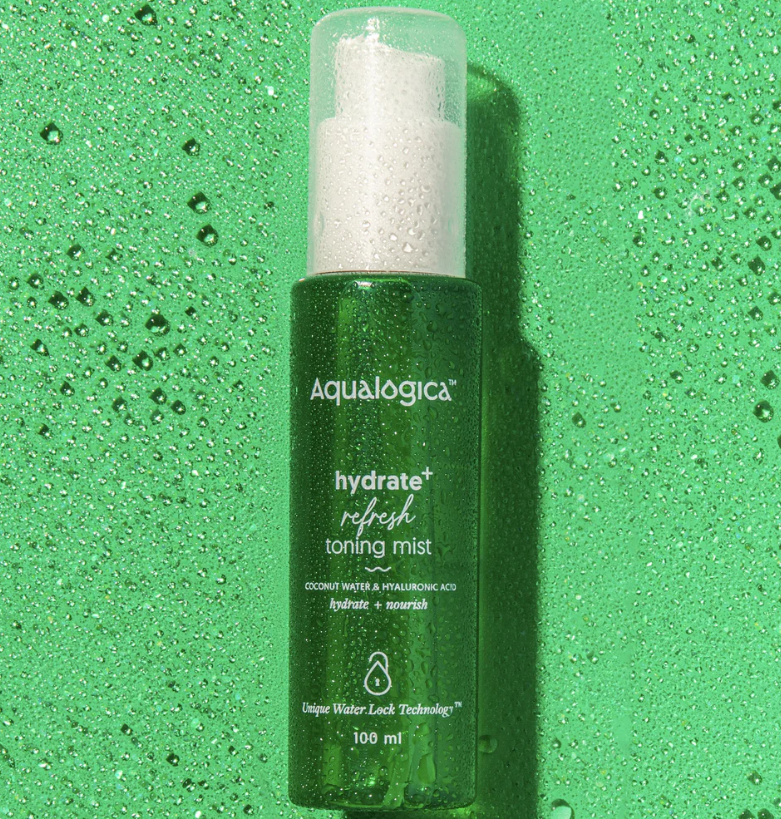 Aqualogica™
hydrate+
refresh
toning mist
COCONUT WATER & HYALURONIC ACID
hydrate + nourish
Unique Water Lock Technology™
100 ml